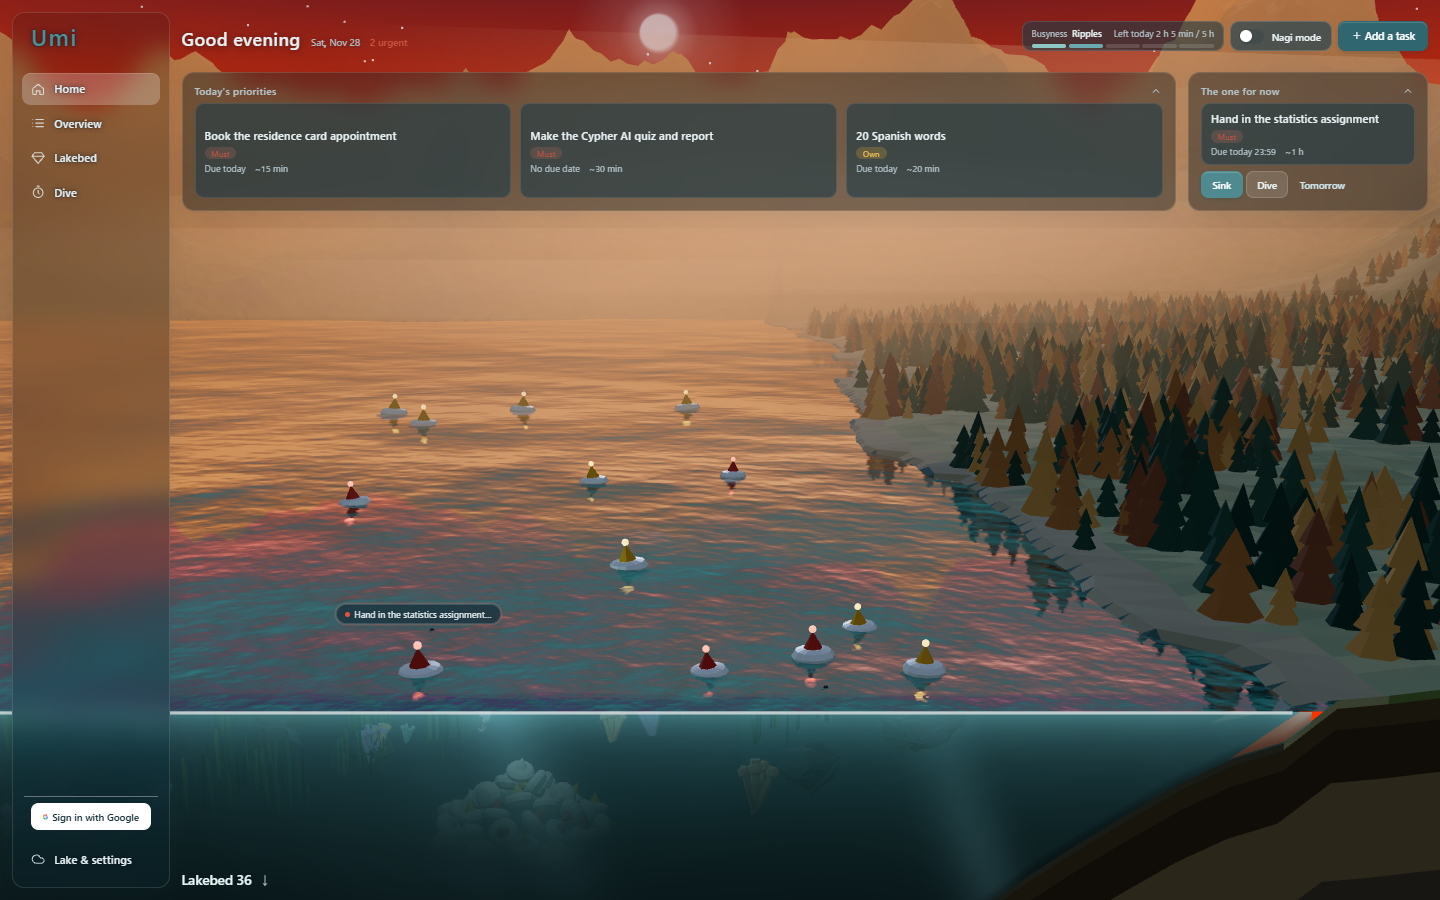 Umi
Home
Overview
Lakebed
Dive
Sign in with Google
Lake & settings
Good evening
Sat, Nov 28
2 urgent
Busyness Ripples
Left today 2 h 5 min / 5 h
Nagi mode
+ Add a task
Today's priorities
Book the residence card appointment
Must
Due today ~15 min
Make the Cypher AI quiz and report
Must
No due date ~30 min
20 Spanish words
Own
Due today ~20 min
The one for now
Hand in the statistics assignment
Must
Due today 23:59 ~1 h
Sink
Dive
Tomorrow
Hand in the statistics assignment...
Lakebed 36 ↓